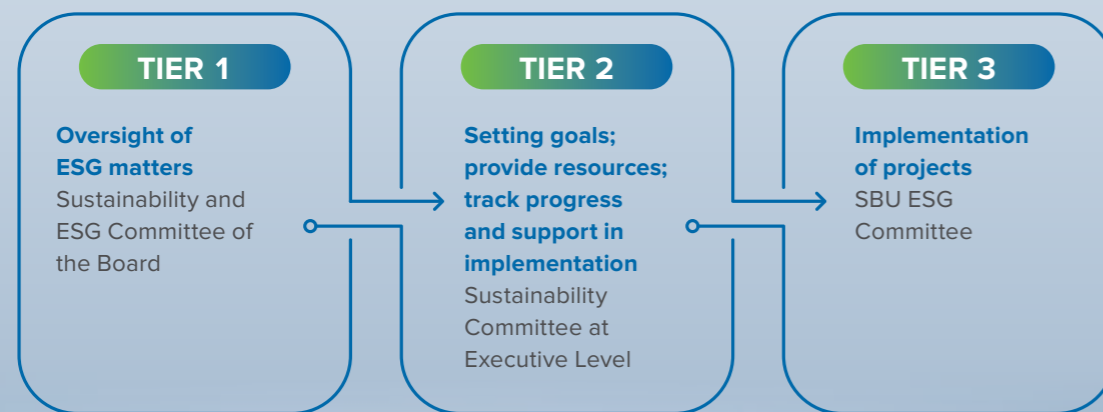 TIER 1
Oversight of
ESG matters
Sustainability and
ESG Committee of
the Board
TIER 2
Setting goals;
provide resources;
track progress
and support in
implementation
Sustainability
Committee at
Executive Level
TIER 3
Implementation
of projects
SBU ESG
Committee